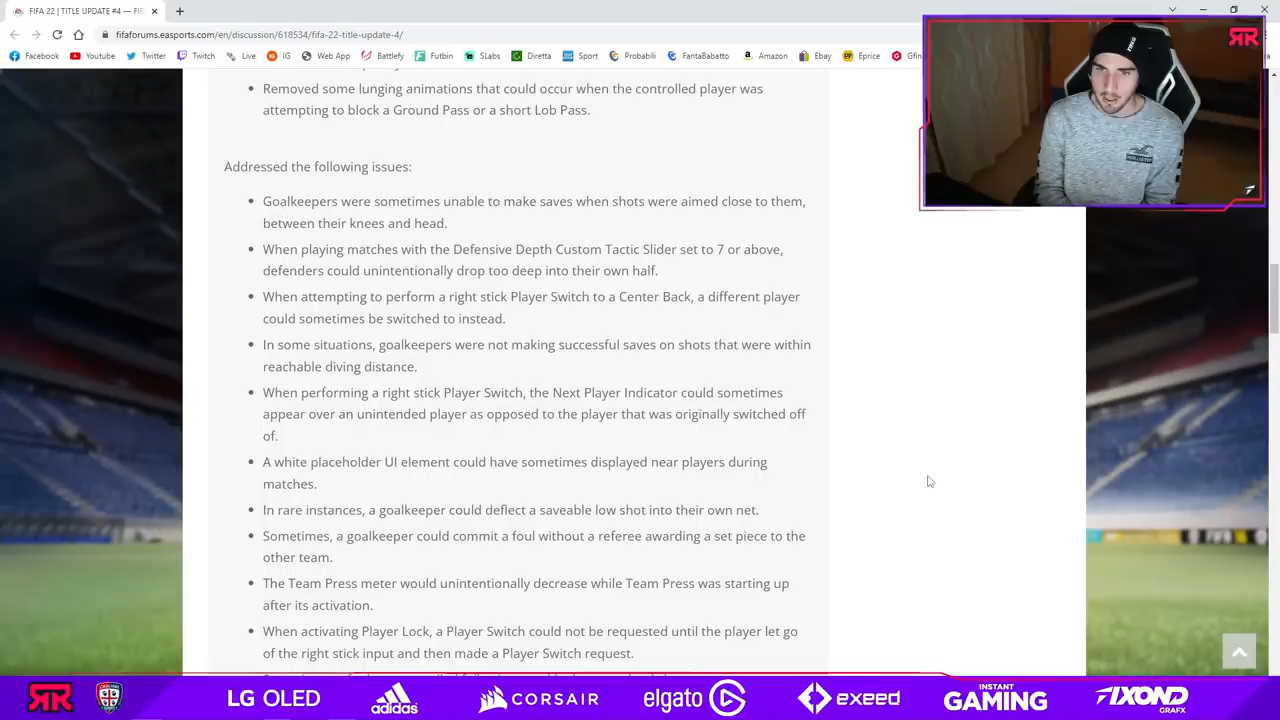 FIFA 22 | TITLE UPDATE #4 — FIF
fifaforums.easports.com/en/discussion/618534/fifa-22-title-update-4/
Facebook Youtube Twitter Twitch Live IG Web App Battlefy Futbin SLabs Diretta Sport Probabili FantaBabatto Amazon Ebay Eprice Gfin
RR
Removed some lunging animations that could occur when the controlled player was
attempting to block a Ground Pass or a short Lob Pass.
Addressed the following issues:
Goalkeepers were sometimes unable to make saves when shots were aimed close to them,
between their knees and head.
When playing matches with the Defensive Depth Custom Tactic Slider set to 7 or above,
defenders could unintentionally drop too deep into their own half.
When attempting to perform a right stick Player Switch to a Center Back, a different player
could sometimes be switched to instead.
In some situations, goalkeepers were not making successful saves on shots that were within
reachable diving distance.
When performing a right stick Player Switch, the Next Player Indicator could sometimes
appear over an unintended player as opposed to the player that was originally switched off
of.
A white placeholder UI element could have sometimes displayed near players during
matches.
In rare instances, a goalkeeper could deflect a saveable low shot into their own net.
Sometimes, a goalkeeper could commit a foul without a referee awarding a set piece to the
other team.
The Team Press meter would unintentionally decrease while Team Press was starting up
after its activation.
When activating Player Lock, a Player Switch could not be requested until the player let go
of the right stick input and then made a Player Switch request.
RR LG OLED adidas CORSAIR elgato exeed INSTANT GAMING FIXOND GRAFX